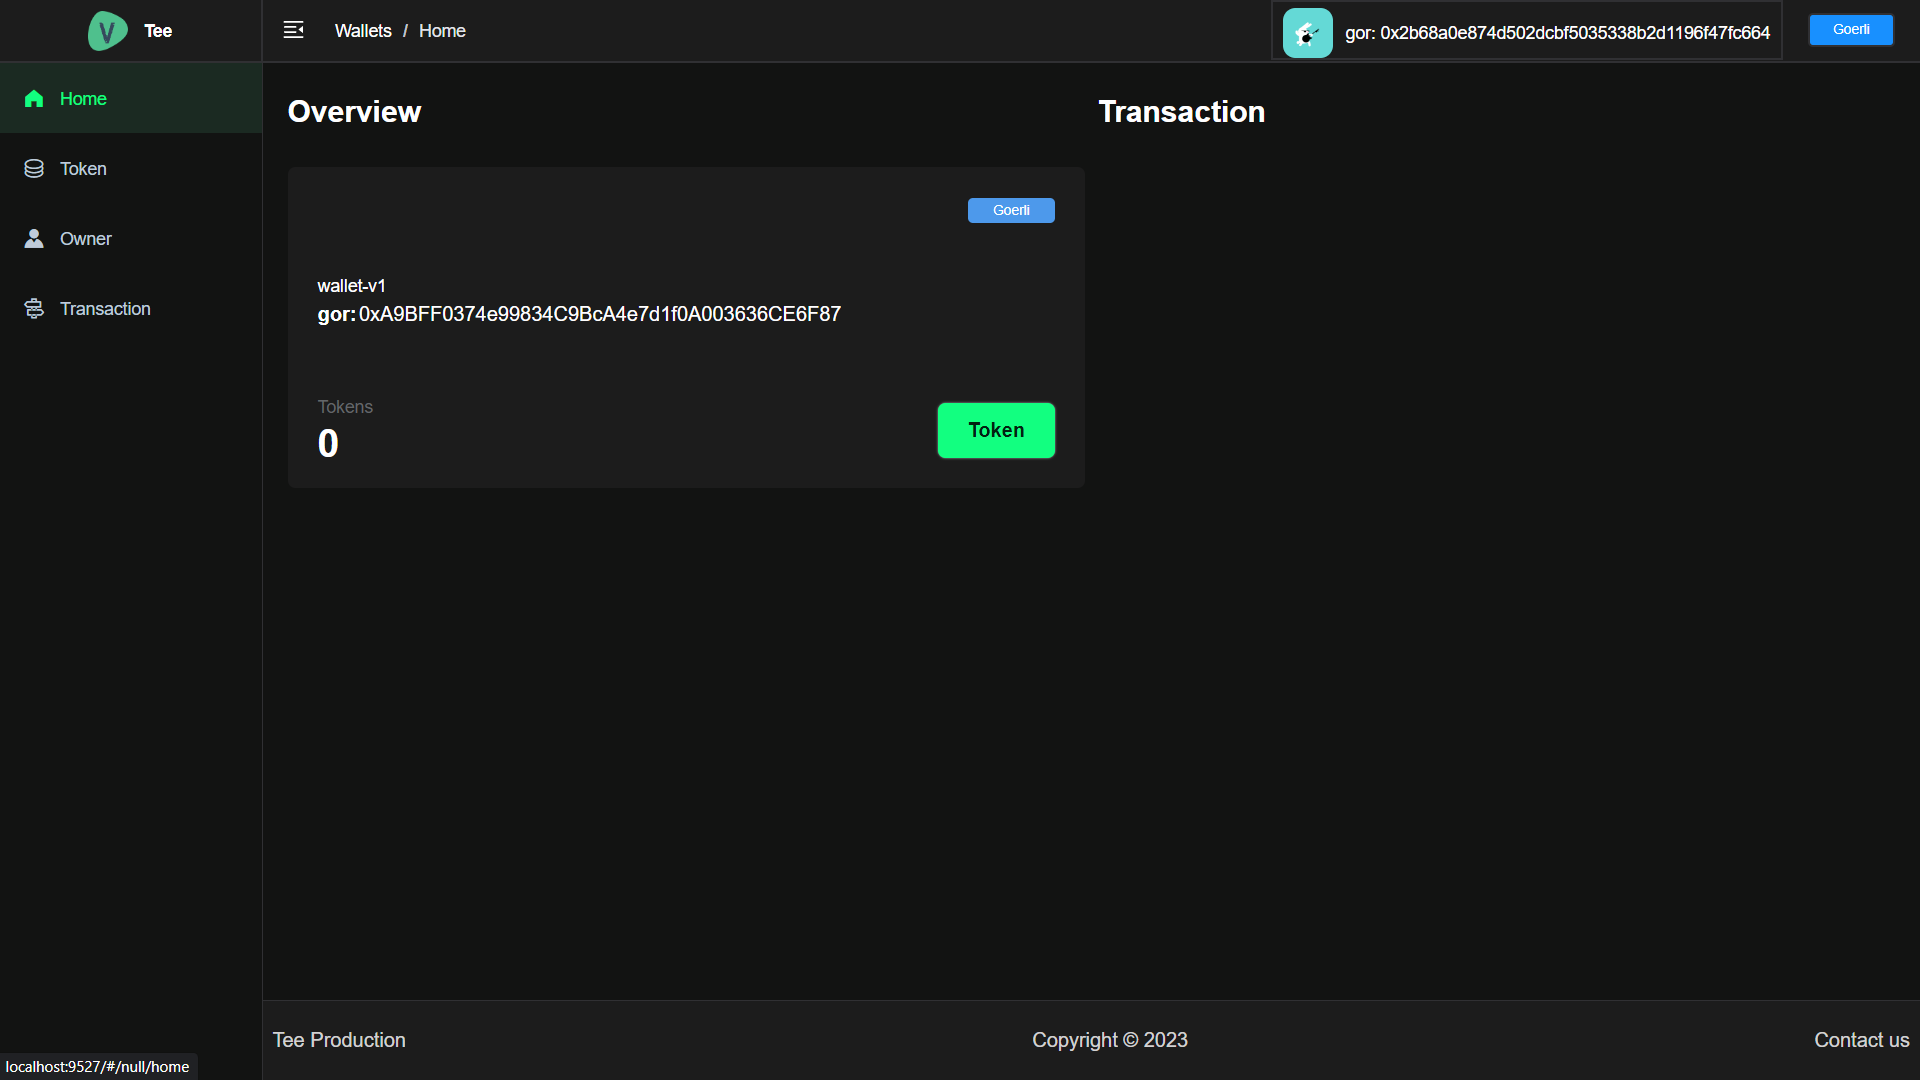 V Tee
Wallets / Home
gor: 0x2b68a0e874d502dcbf5035338b2d1196f47fc664
Goerli
Home
Token
Owner
Transaction
Overview
Goerli
wallet-v1
gor:0xA9BFF0374e99834C9BcA4e7d1f0A003636CE6F87
Tokens
0
Token
Transaction
Tee Production
Copyright © 2023
Contact us
localhost:9527/#/null/home